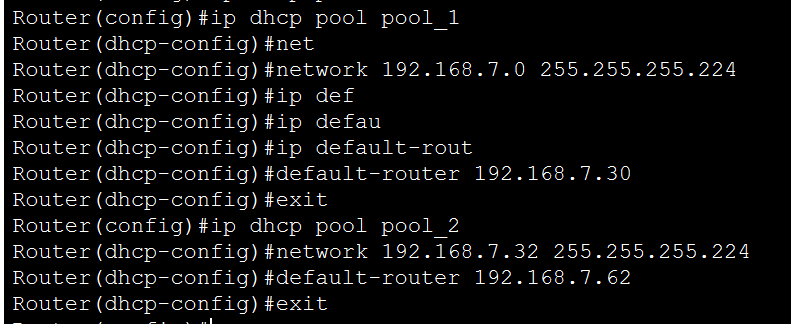 Router(config)#ip dhcp pool pool_1
Router(dhcp-config)#net
Router(dhcp-config)#network 192.168.7.0 255.255.255.224
Router(dhcp-config)#ip def
Router(dhcp-config)#ip defau
Router(dhcp-config)#ip default-rout
Router(dhcp-config)#default-router 192.168.7.30
Router(dhcp-config)#exit
Router(config)#ip dhcp pool pool_2
Router(dhcp-config)#network 192.168.7.32 255.255.255.224
Router(dhcp-config)#default-router 192.168.7.62
Router(dhcp-config)#exit